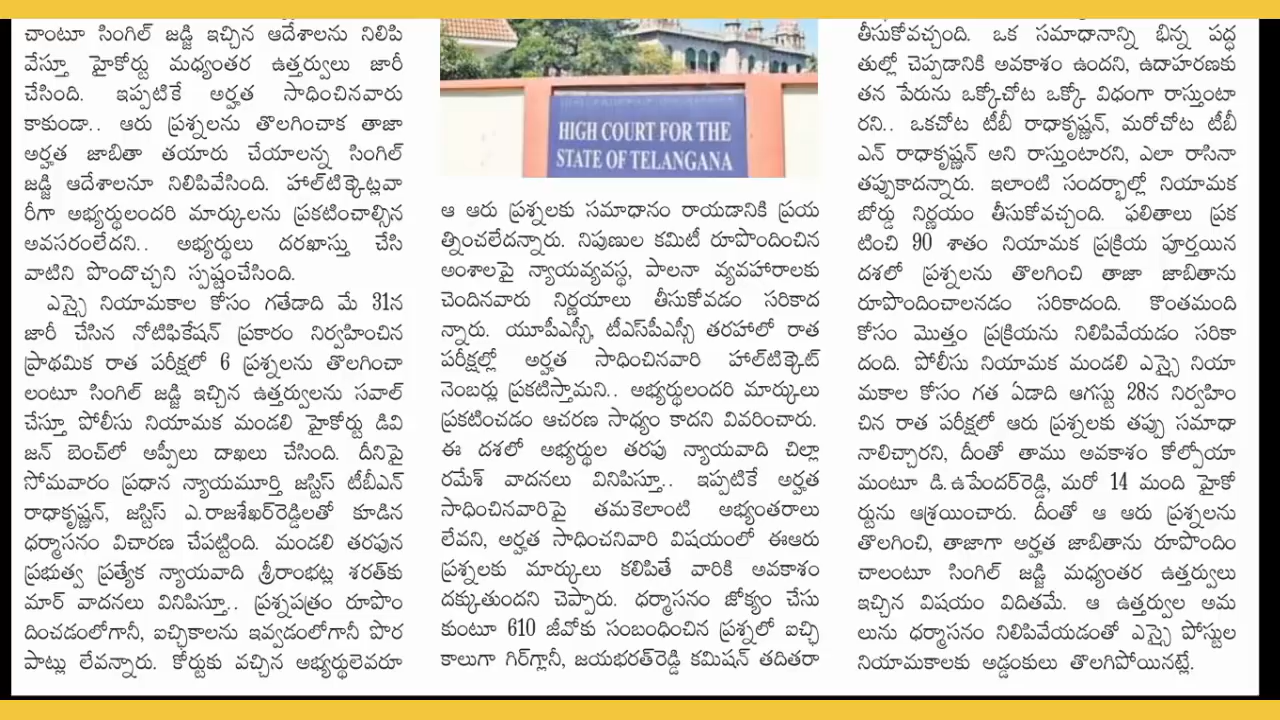 చాంటూ సింగిల్ జడ్జి ఇచ్చిన ఆదేశాలను నిలిపి
వేస్తూ హైకోర్టు మధ్యంతర ఉత్తర్వులు జారీ
చేసింది. ఇప్పటికే అర్హత సాధించినవారు
కాకుండా.. ఆరు ప్రశ్నలను తొలగించాక తాజా
అర్హత జాబితా తయారు చేయాలన్న సింగిల్
జడ్జి ఆదేశాలనూ నిలిపివేసింది. హాల్‌టిక్కెట్లవా
రీగా అభ్యర్థులందరి మార్కులను ప్రకటించాల్సిన
అవసరంలేదని.. అభ్యర్థులు దరఖాస్తు చేసి
వాటిని పొందొచ్చని స్పష్టంచేసింది.
ఎస్సై నియామకాల కోసం గతేడాది మే 31న
జారీ చేసిన నోటిఫికేషన్ ప్రకారం నిర్వహించిన
ప్రాథమిక రాత పరీక్షలో 6 ప్రశ్నలను తొలగించా
లంటూ సింగిల్ జడ్జి ఇచ్చిన ఉత్తర్వులను సవాల్
చేస్తూ పోలీసు నియామక మండలి హైకోర్టు డివి
జన్ బెంచ్‌లో అప్పీలు దాఖలు చేసింది. దీనిపై
సోమవారం ప్రధాన న్యాయమూర్తి జస్టిస్ టీబీఎన్
రాధాకృష్ణన్, జస్టిస్ ఎ.రాజశేఖర్‌రెడ్డిలతో కూడిన
ధర్మాసనం విచారణ చేపట్టింది. మండలి తరఫున
ప్రభుత్వ ప్రత్యేక న్యాయవాది శ్రీరాంభట్ల శరత్‌కు
మార్ వాదనలు వినిపిస్తూ.. ప్రశ్నపత్రం రూపొం
దించడంలోగానీ, ఐచ్ఛికాలను ఇవ్వడంలోగానీ పొర
పాట్లు లేవన్నారు. కోర్టుకు వచ్చిన అభ్యర్థులెవరూ
HIGH COURT FOR THE
STATE OF TELANGANA
ఆ ఆరు ప్రశ్నలకు సమాధానం రాయడానికి ప్రయ
త్నించలేదన్నారు. నిపుణుల కమిటీ రూపొందించిన
అంశాలపై న్యాయవ్యవస్థ, పాలనా వ్యవహారాలకు
చెందినవారు నిర్ణయాలు తీసుకోవడం సరికాద
న్నారు. యూపీఎస్సీ, టీఎస్‌పీఎస్సీ తరహాలో రాత
పరీక్షల్లో అర్హత సాధించినవారి హాల్‌టిక్కెట్
నెంబర్లు ప్రకటిస్తామని.. అభ్యర్థులందరి మార్కులు
ప్రకటించడం ఆచరణ సాధ్యం కాదని వివరించారు.
ఈ దశలో అభ్యర్థుల తరపు న్యాయవాది చిల్లా
రమేశ్ వాదనలు వినిపిస్తూ.. ఇప్పటికే అర్హత
సాధించినవారిపై తమకెలాంటి అభ్యంతరాలు
లేవని, అర్హత సాధించనివారి విషయంలో ఈఆరు
ప్రశ్నలకు మార్కులు కలిపితే వారికి అవకాశం
దక్కుతుందని చెప్పారు. ధర్మాసనం జోక్యం చేసు
కుంటూ 610 జీవోకు సంబంధించిన ప్రశ్నలో ఐచ్ఛి
కాలుగా గిర్‌గ్లానీ, జయభరత్‌రెడ్డి కమిషన్ తదితరా
తీసుకోవచ్చంది. ఒక సమాధానాన్ని భిన్న పద్ధ
తుల్లో చెప్పడానికి అవకాశం ఉందని, ఉదాహరణకు
తన పేరును ఒక్కోచోట ఒక్కో విధంగా రాస్తుంటా
రని.. ఒకచోట టీబీ రాధాకృష్ణన్, మరోచోట టీబీ
ఎన్ రాధాకృష్ణన్ అని రాస్తుంటారని, ఎలా రాసినా
తప్పుకాదన్నారు. ఇలాంటి సందర్భాల్లో నియామక
బోర్డు నిర్ణయం తీసుకోవచ్చంది. ఫలితాలు ప్రక
టించి 90 శాతం నియామక ప్రక్రియ పూర్తయిన
దశలో ప్రశ్నలను తొలగించి తాజా జాబితాను
రూపొందించాలనడం సరికాదంది. కొంతమంది
కోసం మొత్తం ప్రక్రియను నిలిపివేయడం సరికా
దంది. పోలీసు నియామక మండలి ఎస్సై నియా
మకాల కోసం గత ఏడాది ఆగస్టు 28న నిర్వహిం
చిన రాత పరీక్షలో ఆరు ప్రశ్నలకు తప్పు సమాధా
నాలిచ్చారని, దీంతో తాము అవకాశం కోల్పోయా
మంటూ డి.ఉపేందర్‌రెడ్డి, మరో 14 మంది హైకో
ర్టును ఆశ్రయించారు. దీంతో ఆ ఆరు ప్రశ్నలను
తొలగించి, తాజాగా అర్హత జాబితాను రూపొందిం
చాలంటూ సింగిల్ జడ్జి మధ్యంతర ఉత్తర్వులు
ఇచ్చిన విషయం విదితమే. ఆ ఉత్తర్వుల అమ
లును ధర్మాసనం నిలిపివేయడంతో ఎస్సై పోస్టుల
నియామకాలకు అడ్డంకులు తొలగిపోయినట్లే.